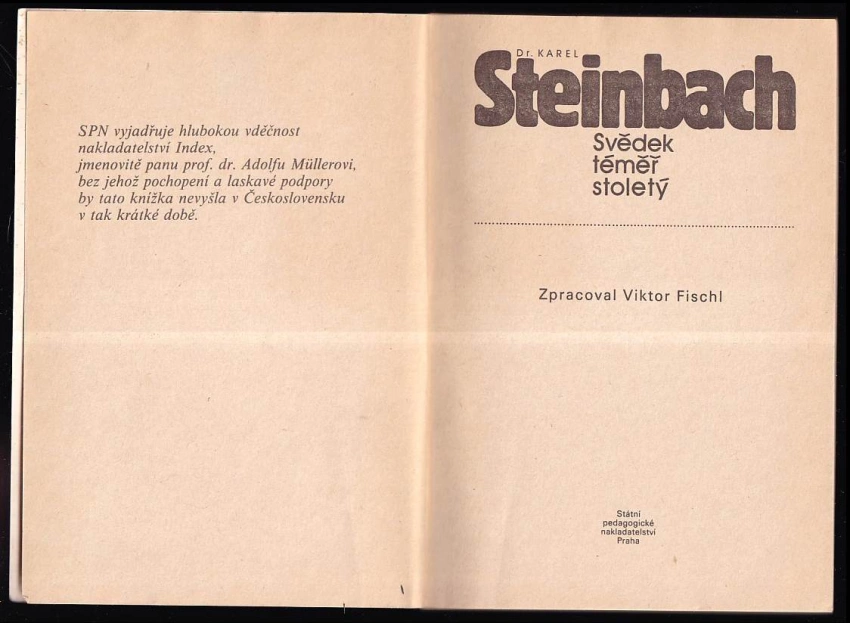 SPN vyjadřuje hlubokou vděčnost
nakladatelství Index,
jmenovitě panu prof. dr. Adolfu Müllerovi,
bez jehož pochopení a laskavé podpory
by tato knížka nevyšla v Československu
v tak krátké době.
Dr. KAREL
Steinbach
Svědek
téměř
stoletý
Zpracoval Viktor Fischl
Státní
pedagogické
nakladatelství
Praha